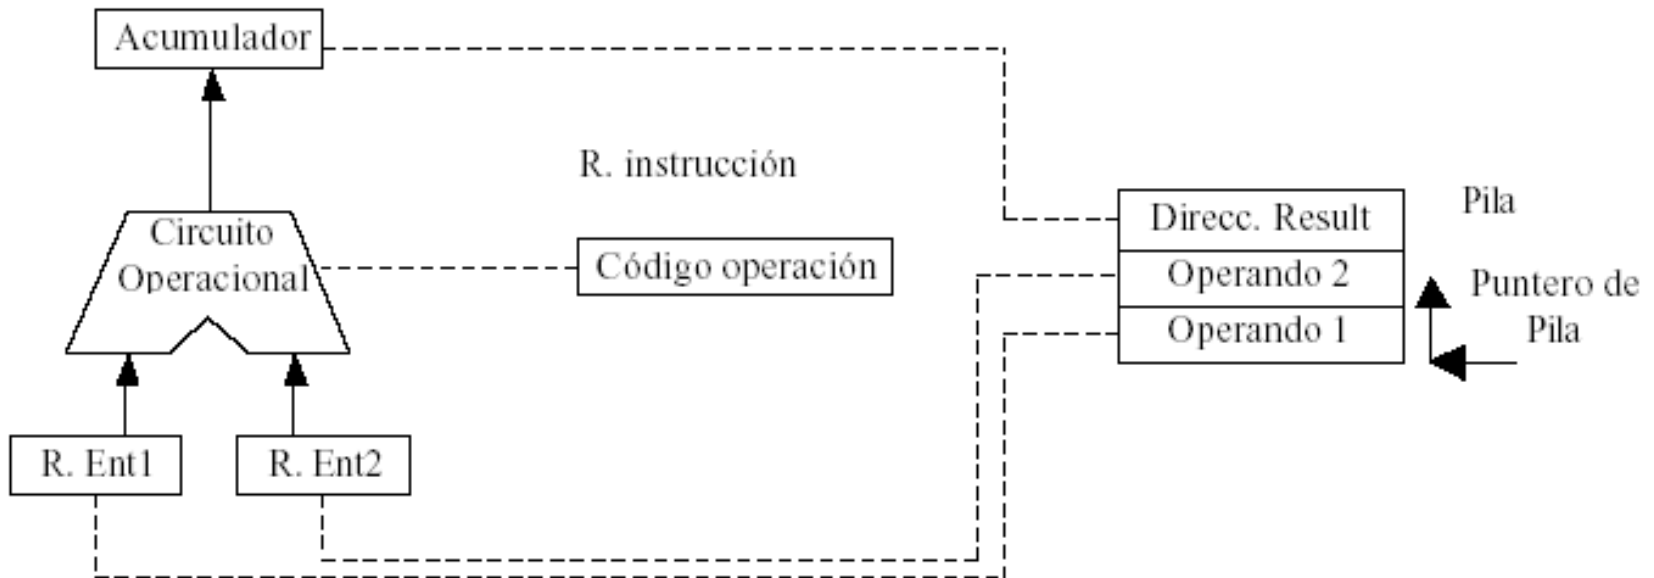 Acumulador
R. instrucción
Pila
Direcc. Result
Circuito
Operacional
Código operación
Operando 2
Puntero de
Pila
Operando 1
R. Ent1
R. Ent2